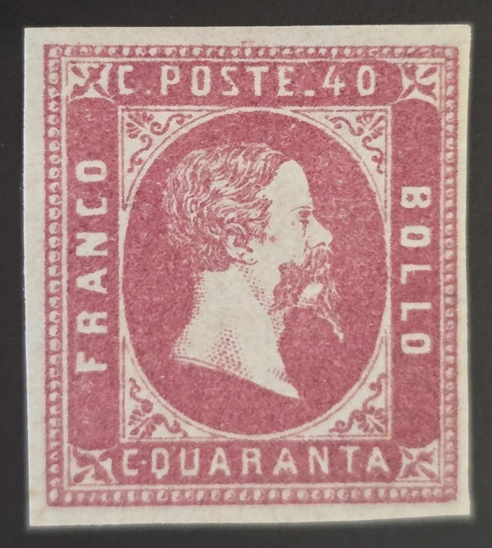 C. POSTE. 40
FRANCO
BOLLO
C. QUARANTA